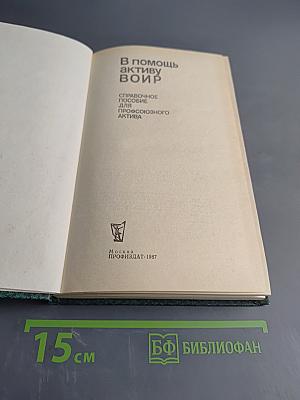 В помощь
активу
ВОИР
СПРАВОЧНОЕ
ПОСОБИЕ
ДЛЯ
ПРОФСОЮЗНОГО
АКТИВА
Москва
ПРОФИЗДАТ·1987
15 см
БФ БИБЛИОФАН